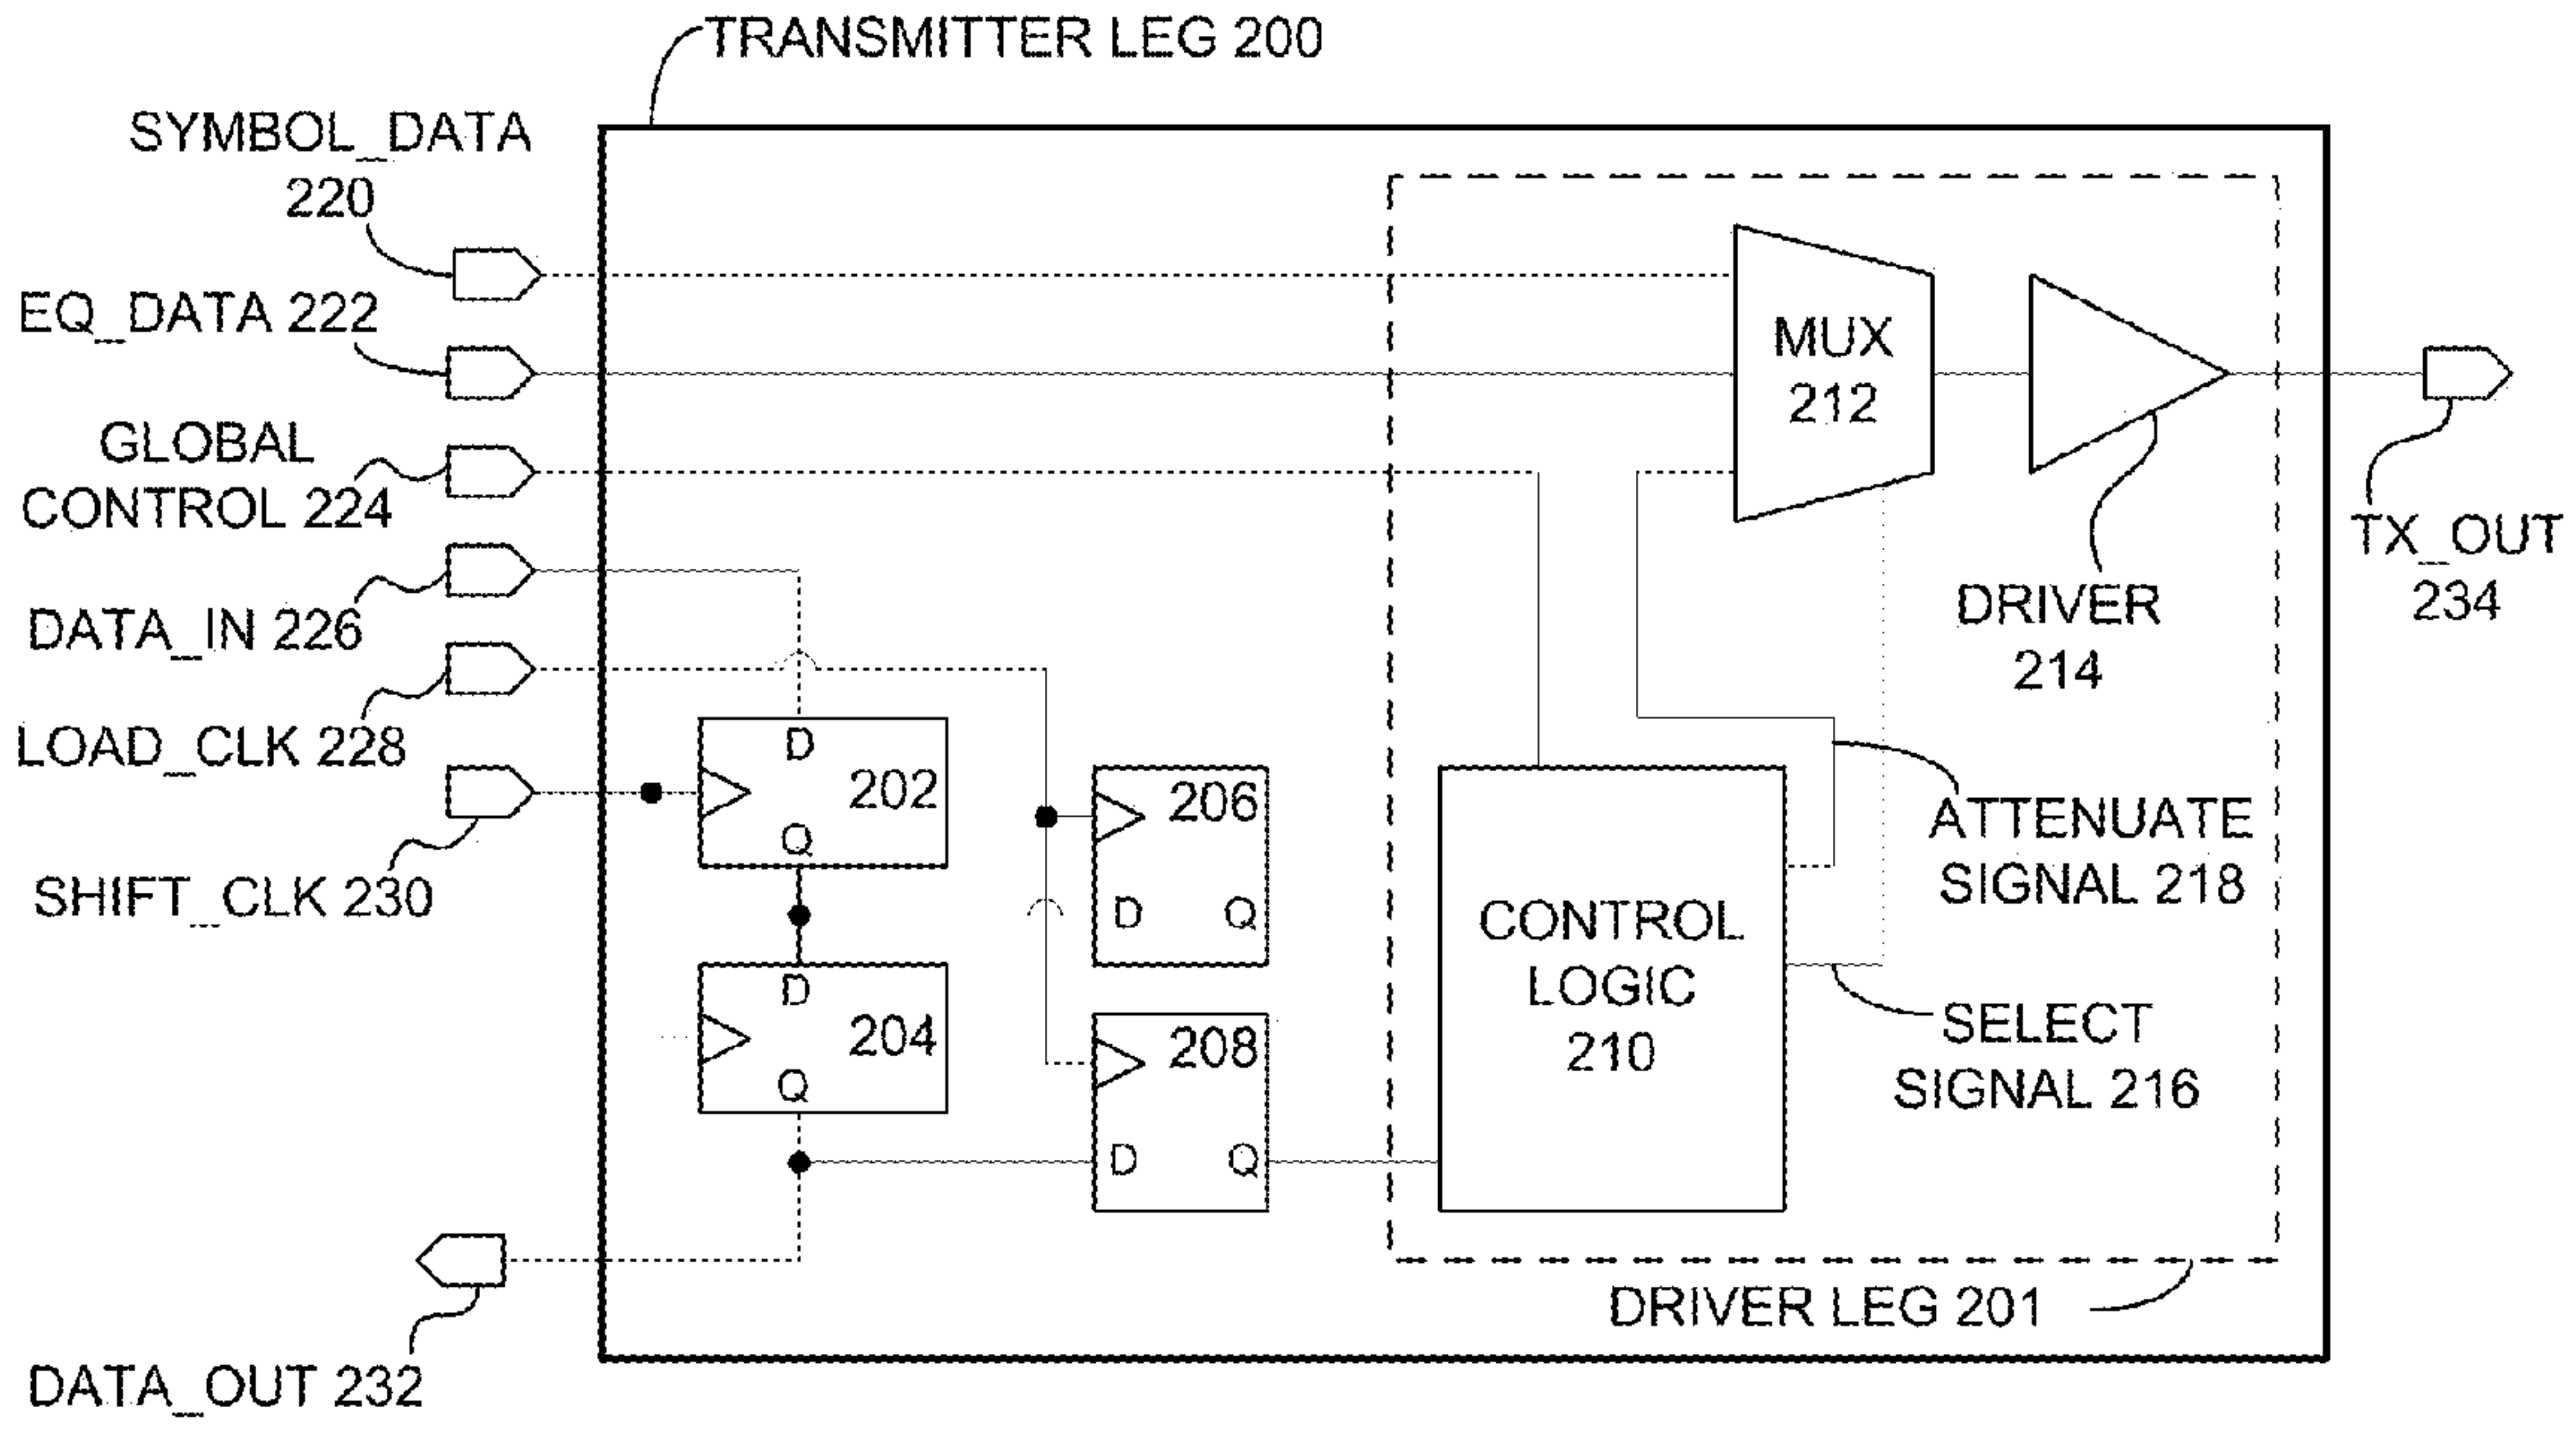 TRANSMITTER LEG 200
SYMBOL_DATA
220
EQ_DATA 222
GLOBAL
CONTROL 224
DATA_IN 226
LOAD_CLK 228
SHIFT_CLK 230
DATA_OUT 232
D
202
Q
D
204
Q
206
D Q
208
D Q
CONTROL
LOGIC
210
MUX
212
DRIVER
214
ATTENUATE
SIGNAL 218
SELECT
SIGNAL 216
DRIVER LEG 201
TX_OUT
234